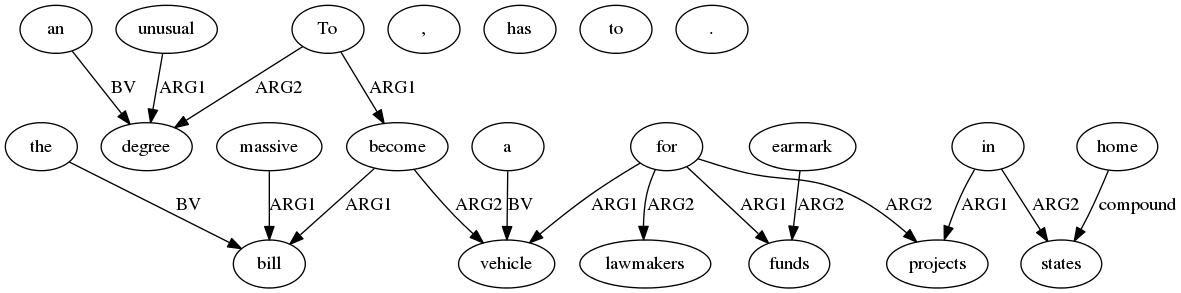 an unusual To , has to .
BV ARG1 ARG2 ARG1
the degree massive become a for earmark in home
BV ARG1 ARG1 ARG2 BV ARG1 ARG2 ARG1 ARG2 ARG2 ARG1 ARG2 compound
bill vehicle lawmakers funds projects states